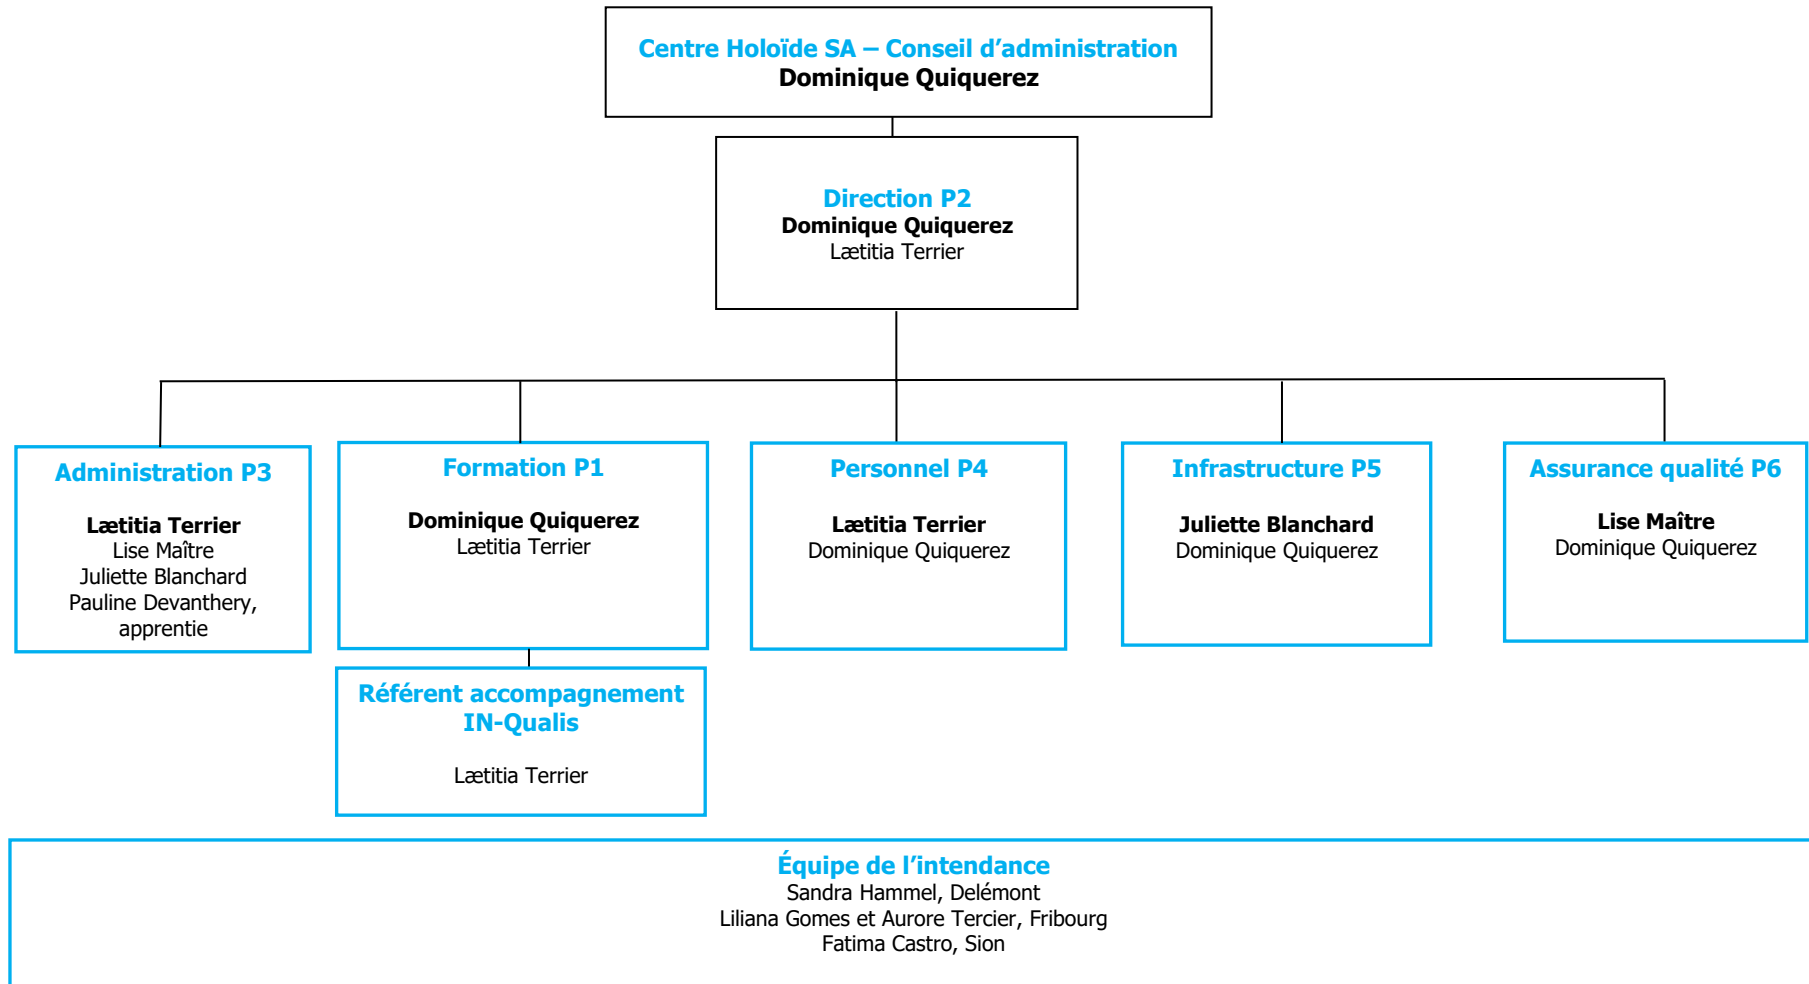 Centre Holoïde SA – Conseil d’administration
Dominique Quiquerez
Direction P2
Dominique Quiquerez
Lætitia Terrier
Administration P3
Lætitia Terrier
Lise Maître
Juliette Blanchard
Pauline Devanthery,
apprentie
Formation P1
Dominique Quiquerez
Lætitia Terrier
Personnel P4
Lætitia Terrier
Dominique Quiquerez
Infrastructure P5
Juliette Blanchard
Dominique Quiquerez
Assurance qualité P6
Lise Maître
Dominique Quiquerez
Référent accompagnement
IN-Qualis
Lætitia Terrier
Équipe de l’intendance
Sandra Hammel, Delémont
Liliana Gomes et Aurore Tercier, Fribourg
Fatima Castro, Sion